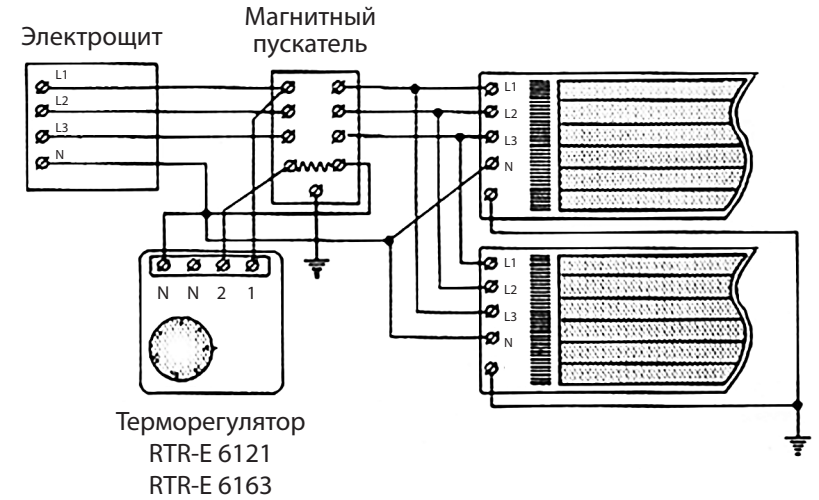 Электрощит
Магнитный
пускатель
L1
L2
L3
N
L1
L2
L3
N
L1
L2
L3
N
N N 2 1
Терморегулятор
RTR-E 6121
RTR-E 6163